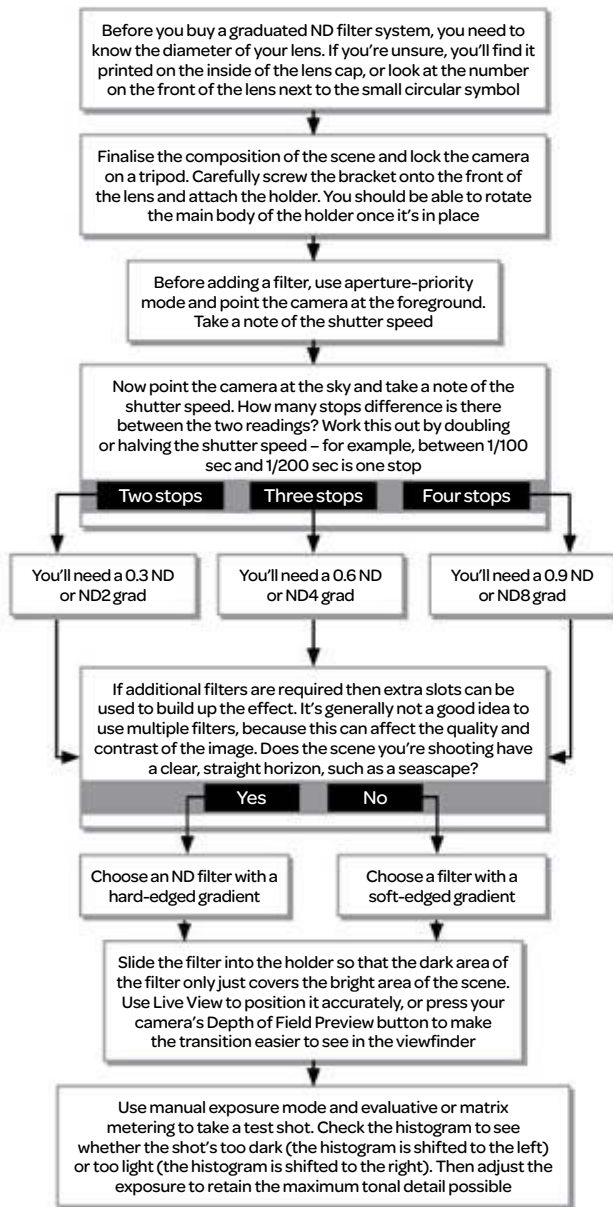 Before you buy a graduated ND filter system, you need to
know the diameter of your lens. If you're unsure, you'll find it
printed on the inside of the lens cap, or look at the number
on the front of the lens next to the small circular symbol
Finalise the composition of the scene and lock the camera
on a tripod. Carefully screw the bracket onto the front of
the lens and attach the holder. You should be able to rotate
the main body of the holder once it's in place
Before adding a filter, use aperture-priority
mode and point the camera at the foreground.
Take a note of the shutter speed
Now point the camera at the sky and take a note of the
shutter speed. How many stops difference is there
between the two readings? Work this out by doubling
or halving the shutter speed – for example, between 1/100
sec and 1/200 sec is one stop
Two stops Three stops Four stops
You'll need a 0.3 ND
or ND2 grad
You'll need a 0.6 ND
or ND4 grad
You'll need a 0.9 ND
or ND8 grad
If additional filters are required then extra slots can be
used to build up the effect. It's generally not a good idea to
use multiple filters, because this can affect the quality and
contrast of the image. Does the scene you're shooting have
a clear, straight horizon, such as a seascape?
Yes No
Choose an ND filter with a
hard-edged gradient
Choose a filter with a
soft-edged gradient
Slide the filter into the holder so that the dark area of
the filter only just covers the bright area of the scene.
Use Live View to position it accurately, or press your
camera's Depth of Field Preview button to make
the transition easier to see in the viewfinder
Use manual exposure mode and evaluative or matrix
metering to take a test shot. Check the histogram to see
whether the shot's too dark (the histogram is shifted to the left)
or too light (the histogram is shifted to the right). Then adjust the
exposure to retain the maximum tonal detail possible